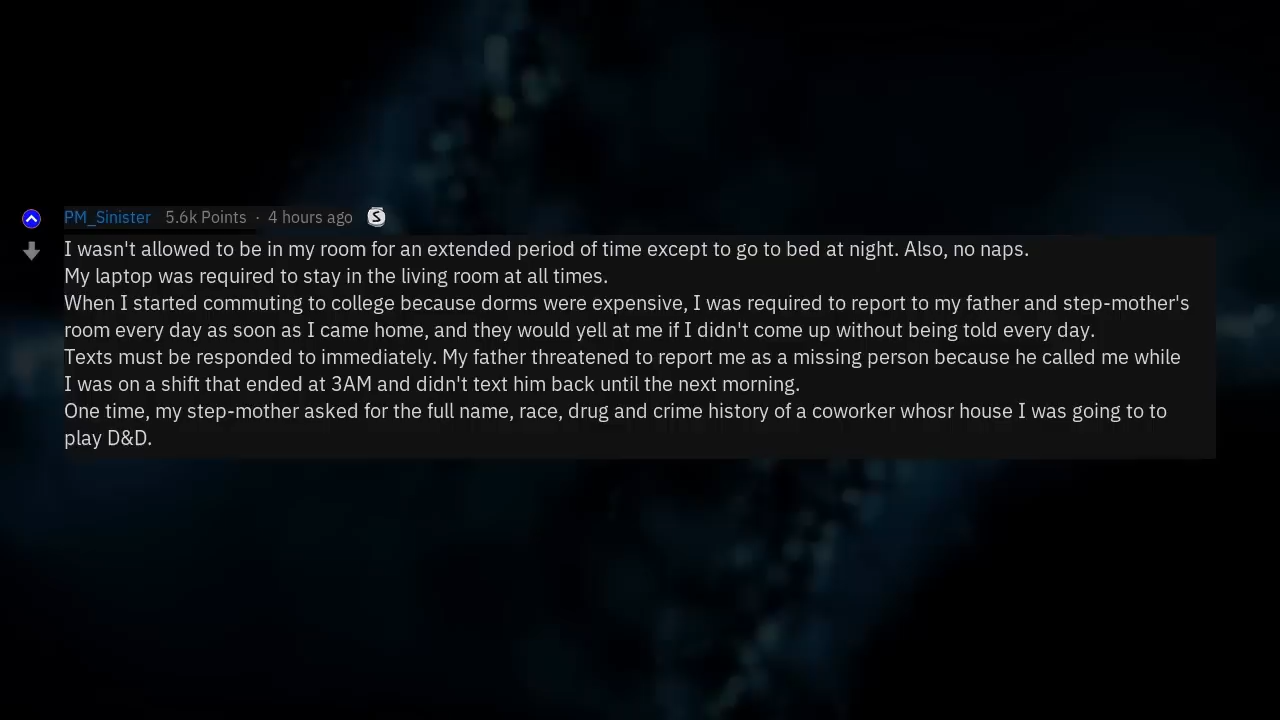 PM_Sinister 5.6k Points · 4 hours ago S
I wasn't allowed to be in my room for an extended period of time except to go to bed at night. Also, no naps.
My laptop was required to stay in the living room at all times.
When I started commuting to college because dorms were expensive, I was required to report to my father and step-mother's
room every day as soon as I came home, and they would yell at me if I didn't come up without being told every day.
Texts must be responded to immediately. My father threatened to report me as a missing person because he called me while
I was on a shift that ended at 3AM and didn't text him back until the next morning.
One time, my step-mother asked for the full name, race, drug and crime history of a coworker whosr house I was going to to
play D&D.